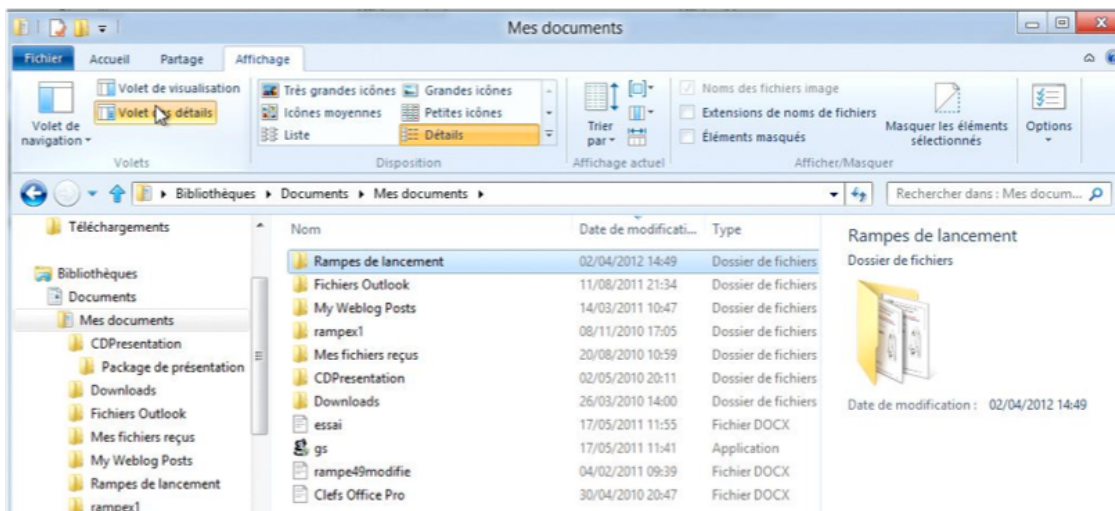 Mes documents
Fichier Accueil Partage Affichage
Volet de navigation
Volet de visualisation
Volet des détails
Volets
Très grandes icônes Grandes icônes
Icônes moyennes Petites icônes
Liste Détails
Disposition
Trier par
Affichage actuel
Noms des fichiers image
Extensions de noms de fichiers
Éléments masqués
Masquer les éléments sélectionnés
Afficher/Masquer
Options
Bibliothèques Documents Mes documents
Rechercher dans : Mes docum...
Téléchargements
Bibliothèques
Documents
Mes documents
CDPresentation
Package de présentation
Downloads
Fichiers Outlook
Mes fichiers reçus
My Weblog Posts
Rampes de lancement
rampex1
Nom Date de modificati... Type
Rampes de lancement 02/04/2012 14:49 Dossier de fichiers
Fichiers Outlook 11/08/2011 21:34 Dossier de fichiers
My Weblog Posts 14/03/2011 10:47 Dossier de fichiers
rampex1 08/11/2010 17:05 Dossier de fichiers
Mes fichiers reçus 20/08/2010 10:59 Dossier de fichiers
CDPresentation 02/05/2010 20:11 Dossier de fichiers
Downloads 26/03/2010 14:00 Dossier de fichiers
essai 17/05/2011 11:55 Fichier DOCX
gs 17/05/2011 11:41 Application
rampe49modifie 04/02/2011 09:39 Fichier DOCX
Clefs Office Pro 30/04/2010 20:47 Fichier DOCX
Rampes de lancement
Dossier de fichiers
Date de modification : 02/04/2012 14:49